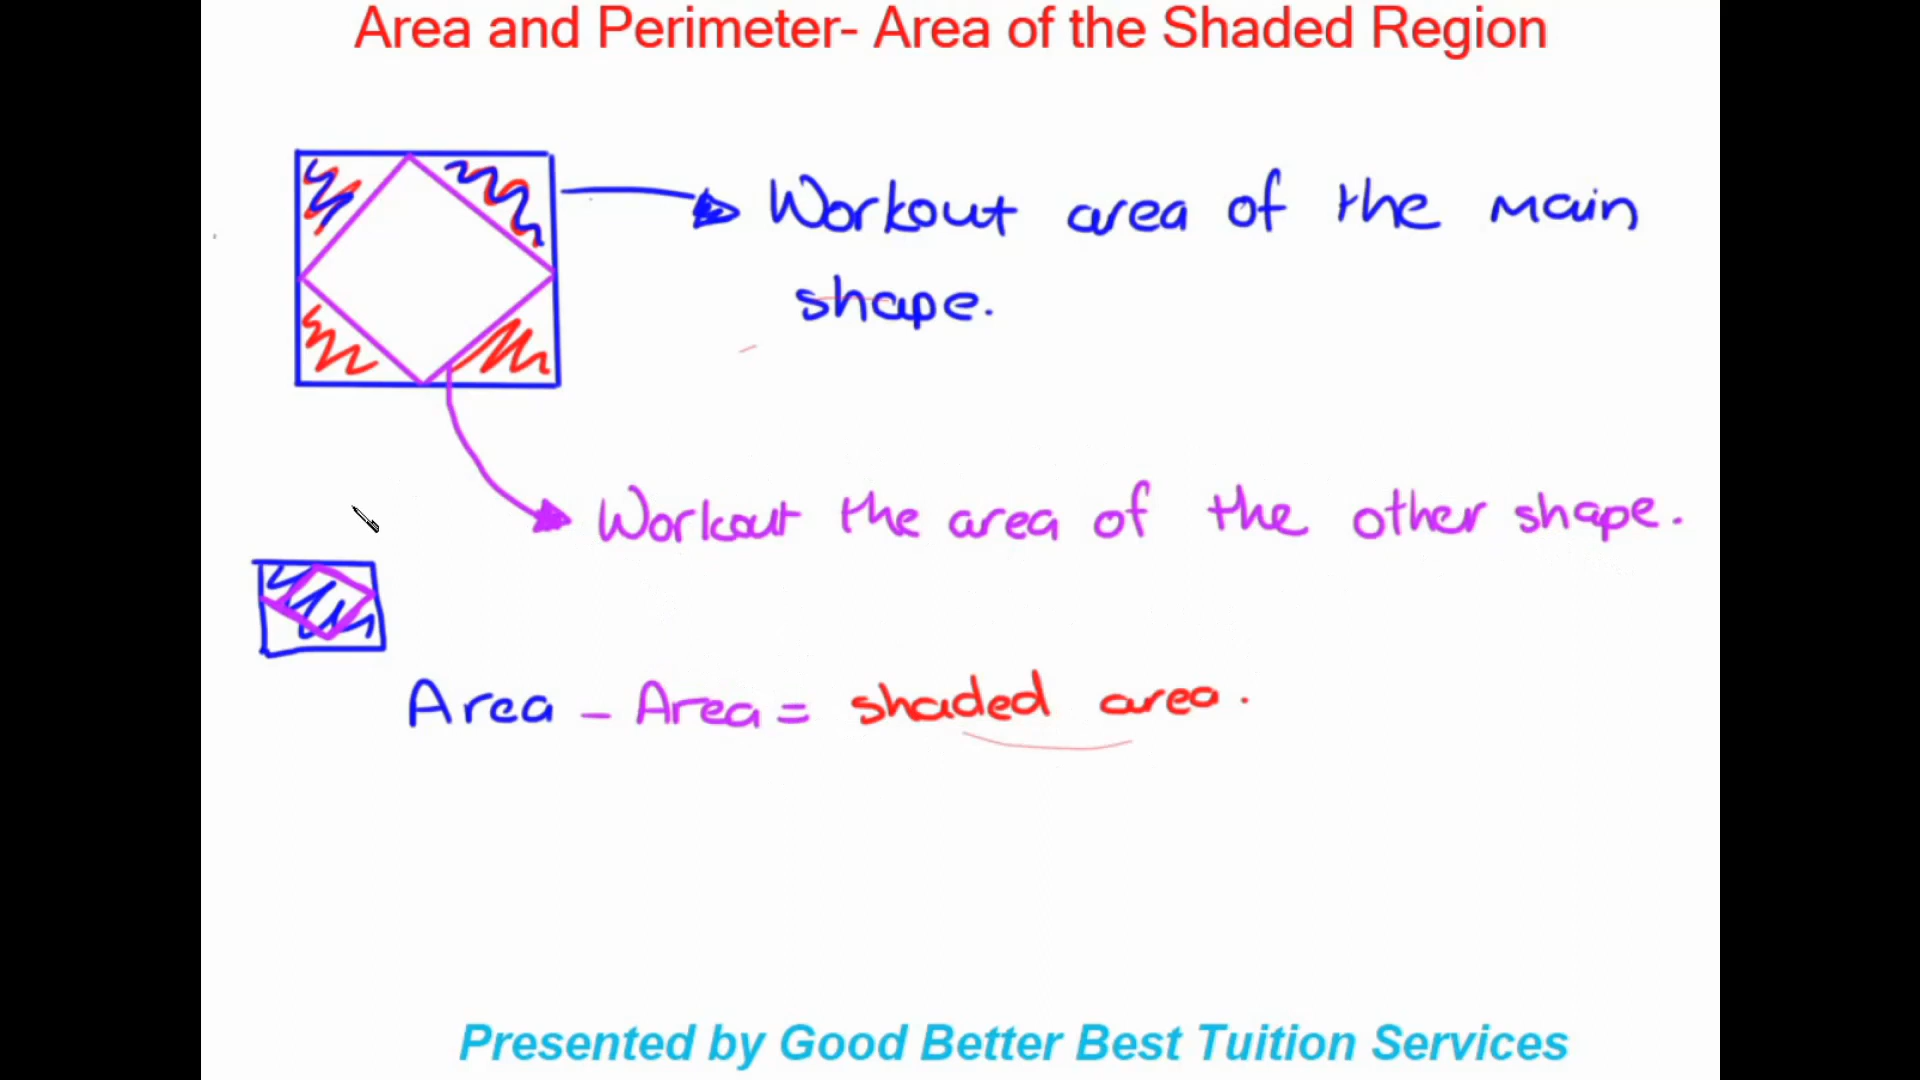 Area and Perimeter- Area of the Shaded Region
Workout area of the main
shape.
Workout the area of the other shape.
Area - Area = shaded area.
Presented by Good Better Best Tuition Services